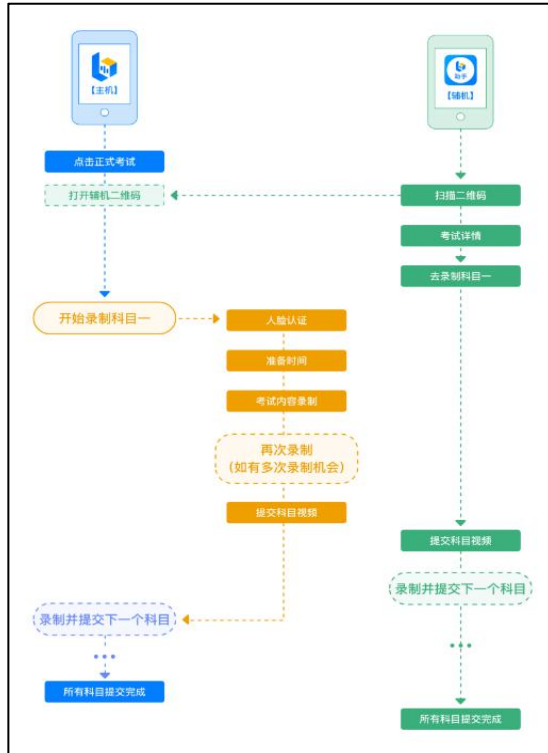 【主机】
助手
【辅机】
点击正式考试
打开辅机二维码
扫描二维码
考试详情
去录制科目一
开始录制科目一
人脸认证
准备时间
考试内容录制
再次录制
(如有多次录制机会)
提交科目视频
提交科目视频
录制并提交下一个科目
录制并提交下一个科目
所有科目提交完成
所有科目提交完成